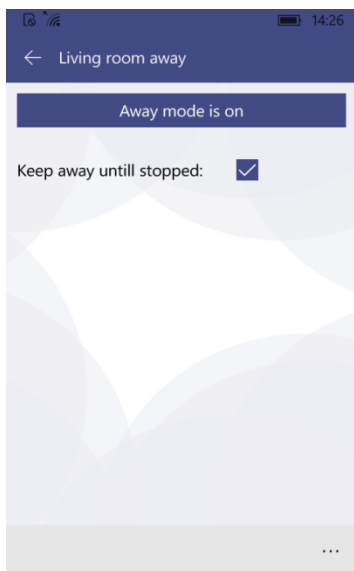 14:26
Living room away
Away mode is on
Keep away untill stopped:
...